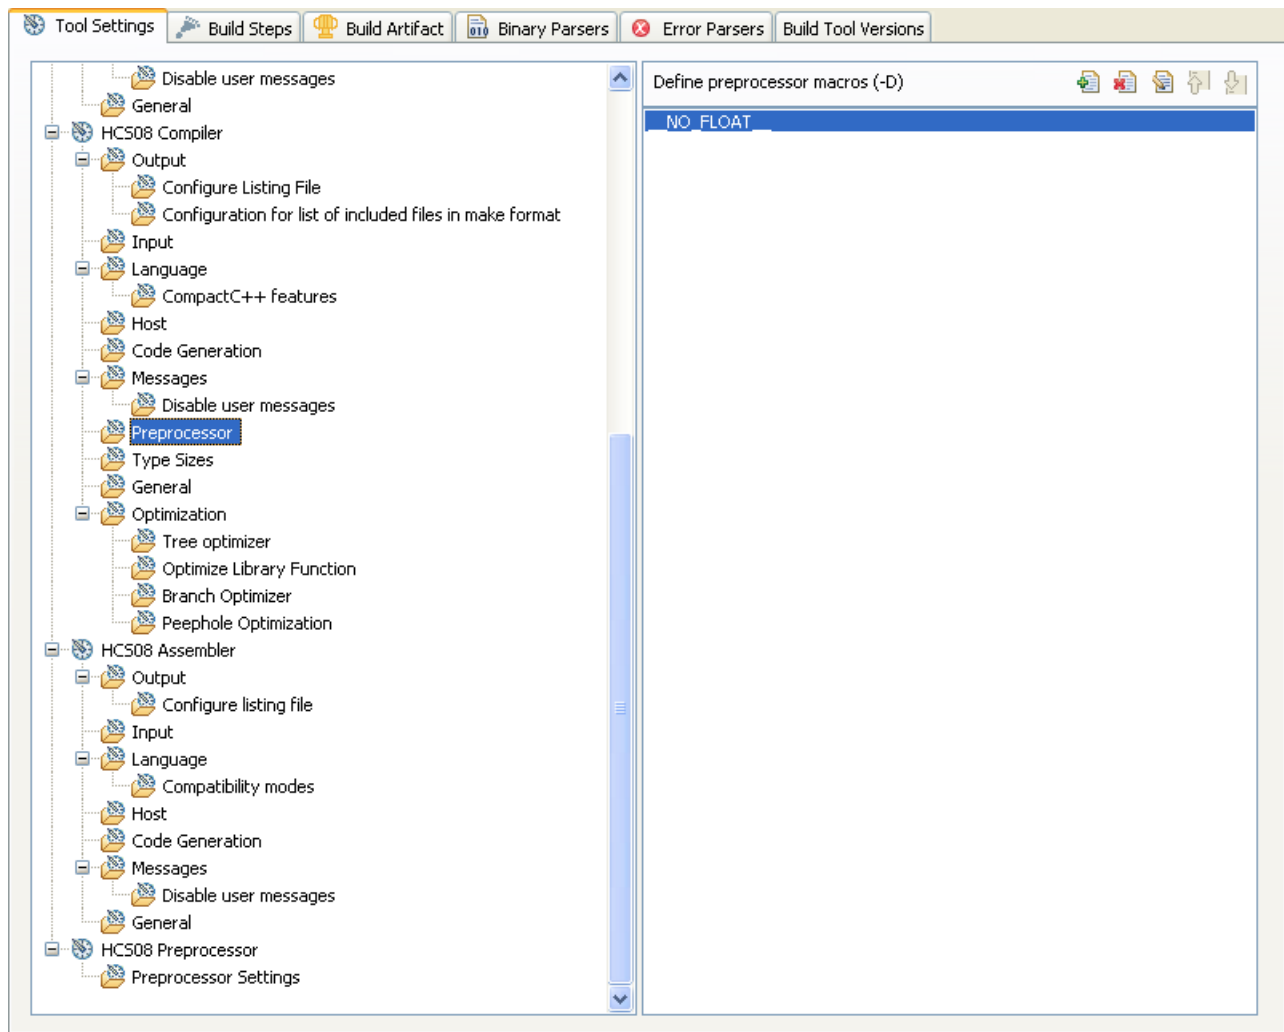 Tool Settings
Build Steps
Build Artifact
Binary Parsers
Error Parsers
Build Tool Versions
Disable user messages
General
HCS08 Compiler
Output
Configure Listing File
Configuration for list of included files in make format
Input
Language
CompactC++ features
Host
Code Generation
Messages
Disable user messages
Preprocessor
Type Sizes
General
Optimization
Tree optimizer
Optimize Library Function
Branch Optimizer
Peephole Optimization
HCS08 Assembler
Output
Configure listing file
Input
Language
Compatibility modes
Host
Code Generation
Messages
Disable user messages
General
HCS08 Preprocessor
Preprocessor Settings
Define preprocessor macros (-D)
__NO_FLOAT__